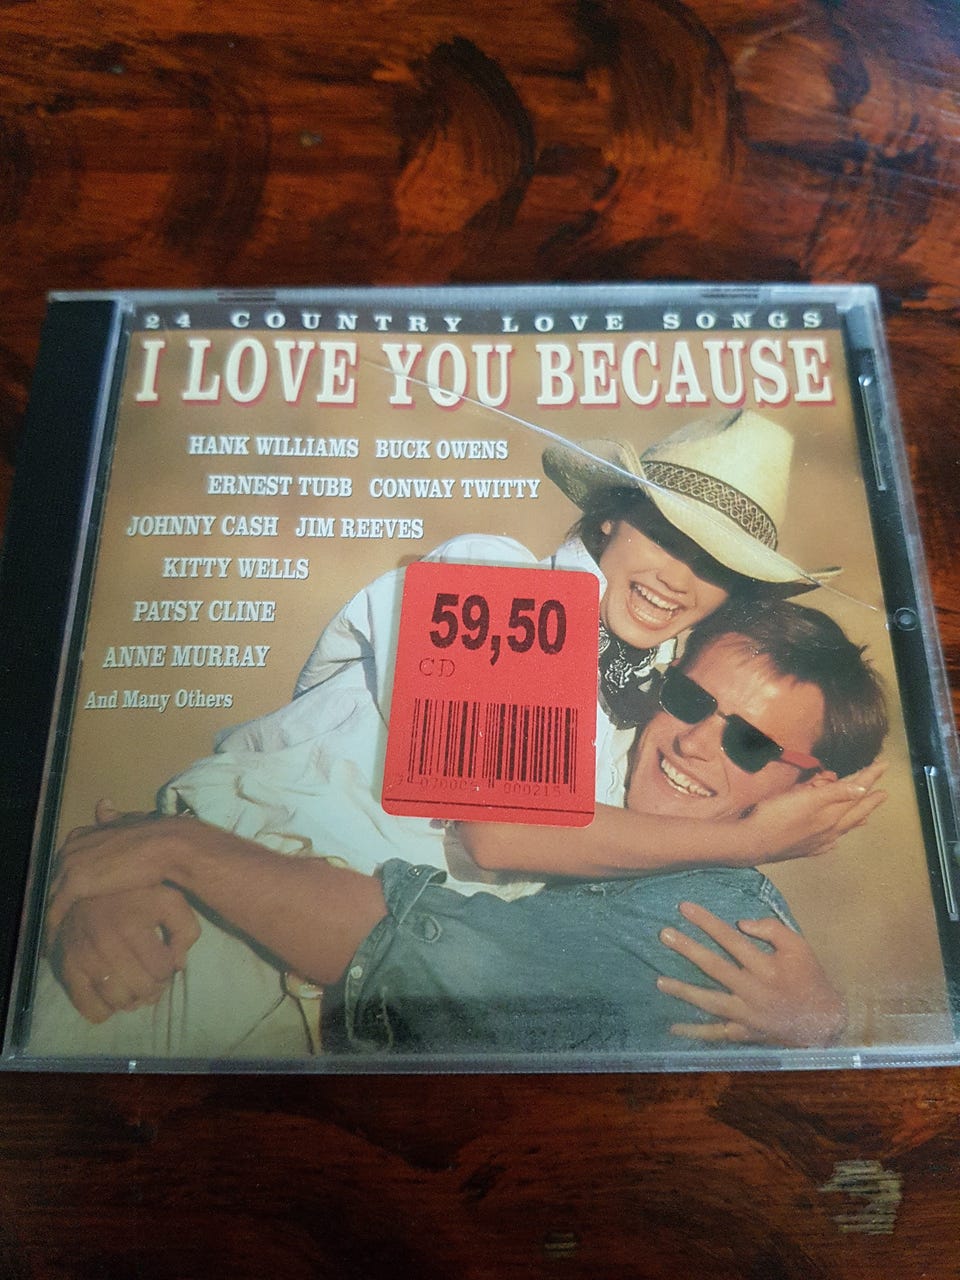 24 COUNTRY LOVE SONGS
I LOVE YOU BECAUSE
HANK WILLIAMS BUCK OWENS
ERNEST TUBB CONWAY TWITTY
JOHNNY CASH JIM REEVES
KITTY WELLS
PATSY CLINE
ANNE MURRAY
And Many Others
59,50
CD